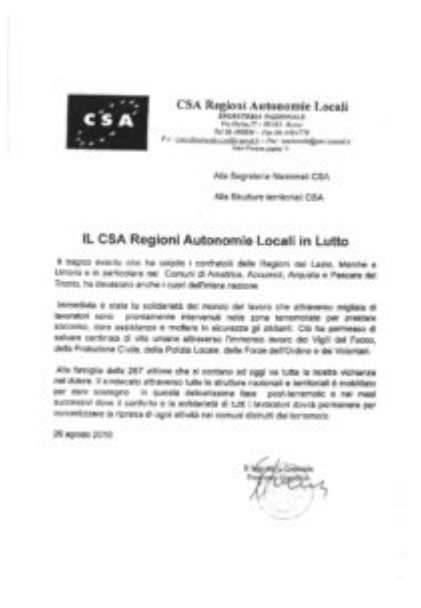 CSA
CSA Regioni Autonomie Locali
SEGRETERIA NAZIONALE
Alle Segreterie Nazionali CSA
Alle Strutture territoriali CSA
IL CSA Regioni Autonomie Locali in Lutto
Il tragico evento che ha colpito i confratelli delle Regioni del Lazio, Marche e
Umbria e in particolare nei Comuni di Amatrice, Accumoli, Arquata e Pescara del
Tronto, ha devastato anche i cuori dell'intera nazione.
Immediata è stata la solidarietà del mondo del lavoro che attraverso migliaia di
lavoratori sono prontamente intervenuti nelle zone terremotate per prestare
soccorso, dare assistenza e mettere in sicurezza gli abitanti. Ciò ha permesso di
salvare centinaia di vite umane attraverso l'immenso lavoro dei Vigili del Fuoco,
della Protezione Civile, della Polizia Locale, delle Forze dell'Ordine e dei Volontari.
Alle famiglie delle 267 vittime che si contano ad oggi va tutta la nostra vicinanza
nel dolore. Il sindacato attraverso tutte le strutture nazionali e territoriali è mobilitato
per dare sostegno in questa delicatissima fase post-terremoto e nei mesi
successivi dove il conforto e la solidarietà di tutti i lavoratori dovrà permanere per
la ripresa di ogni attività nei comuni distrutti dal terremoto.
26 agosto 2016
Il Segretario Generale